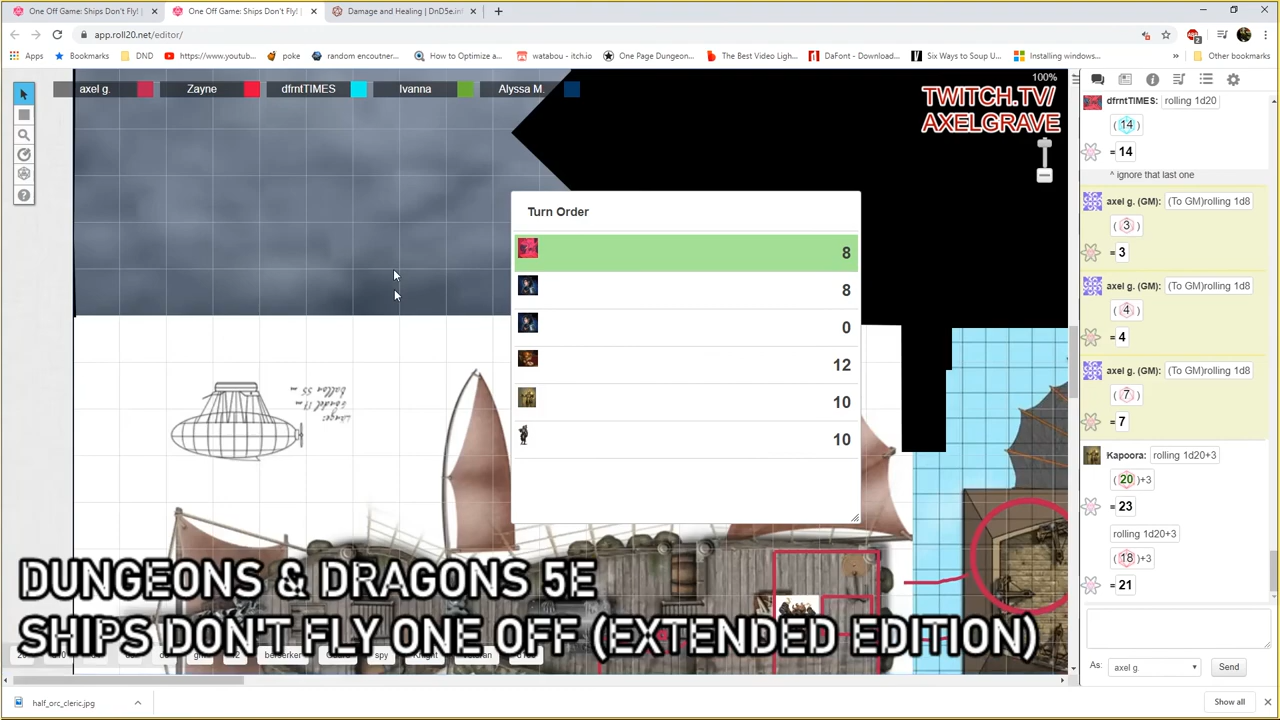 One Off Game: Ships Don't Fly! |
One Off Game: Ships Don't Fly! |
Damage and Healing | DnD5e.inf
app.roll20.net/editor/
Apps
Bookmarks
DND
https://www.youtube...
poke
random encoutner...
How to Optimize a...
watabou - itch.io
One Page Dungeon...
The Best Video Ligh...
DaFont - Download...
Six Ways to Soup U...
Installing windows...
Other bookmarks
axel g.
Zayne
dfrntTIMES
Ivanna
Alyssa M.
100%
TWITCH.TV/
AXELGRAVE
Turn Order
8
8
0
12
10
10
dfrntTIMES: rolling 1d20
(14)
= 14
^ ignore that last one
axel g. (GM): (To GM)rolling 1d8
(3)
= 3
axel g. (GM): (To GM)rolling 1d8
(4)
= 4
axel g. (GM): (To GM)rolling 1d8
(7)
= 7
Kapoora: rolling 1d20+3
(20)+3
= 23
rolling 1d20+3
(18)+3
= 21
DUNGEONS & DRAGONS 5E
SHIPS DON'T FLY ONE OFF (EXTENDED EDITION)
berserker
spy
As: axel g.
Send
half_orc_cleric.jpg
Show all